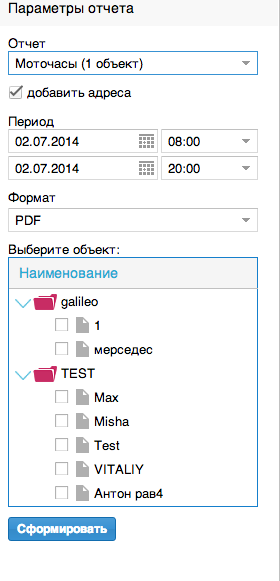 Параметры отчета
Отчет
Моточасы (1 объект)
добавить адреса
Период
02.07.2014 08:00
02.07.2014 20:00
Формат
PDF
Выберите объект:
Наименование
galileo
1
мерседес
TEST
Max
Misha
Test
VITALIY
Антон рав4
Сформировать